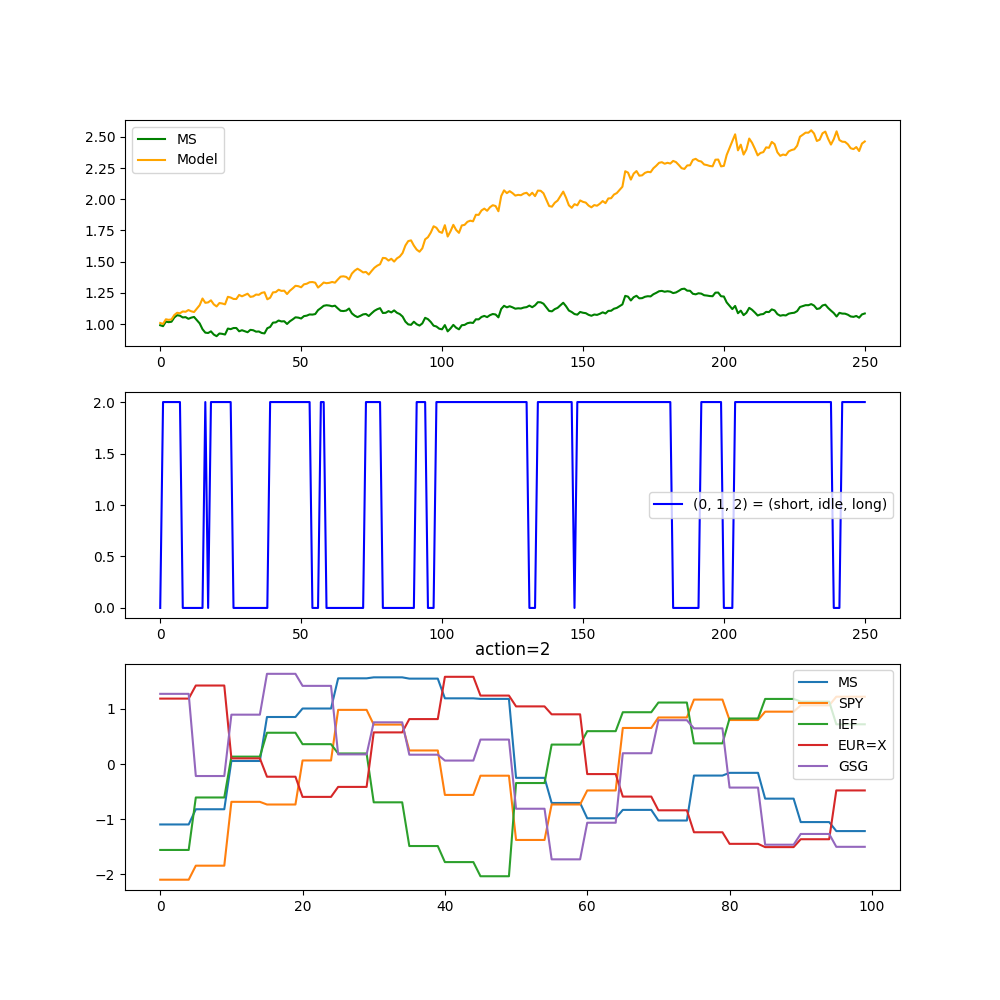 MS
Model
2.50
2.25
2.00
1.75
1.50
1.25
1.00
0 50 100 150 200 250
2.0
1.5
1.0
0.5
0.0
(0, 1, 2) = (short, idle, long)
0 50 100 150 200 250
action=2
MS
SPY
IEF
EUR=X
GSG
1
0
−1
−2
0 20 40 60 80 100